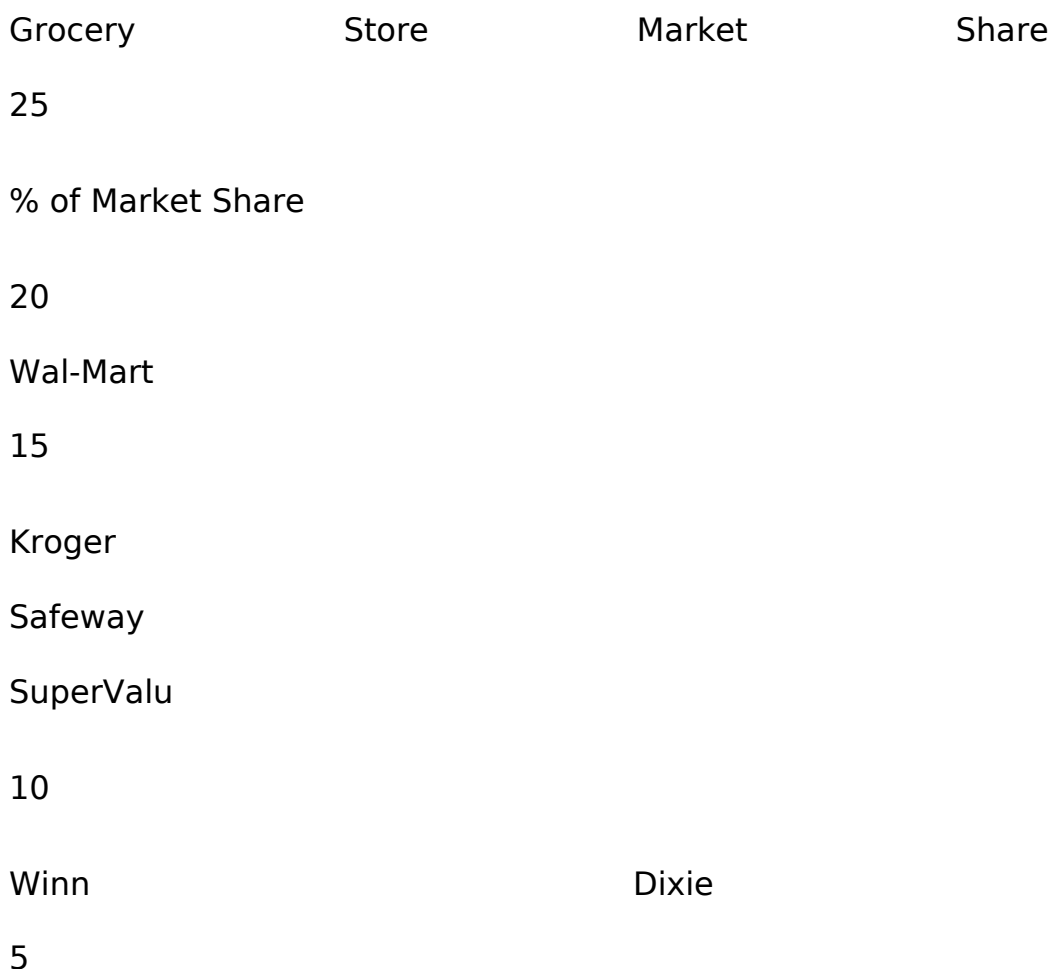 Grocery Store Market Share
25
% of Market Share
20
Wal-Mart
15
Kroger
Safeway
SuperValu
10
Winn Dixie
5